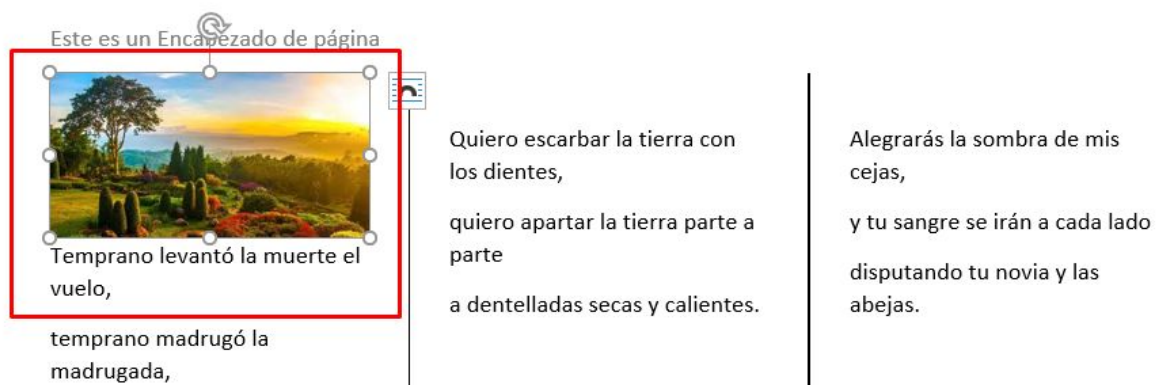 Este es un Encabezado de página
Temprano levantó la muerte el
vuelo,
temprano madrugó la
madrugada,
Quiero escarbar la tierra con
los dientes,
quiero apartar la tierra parte a
parte
a dentelladas secas y calientes.
Alegrarás la sombra de mis
cejas,
y tu sangre se irán a cada lado
disputando tu novia y las
abejas.